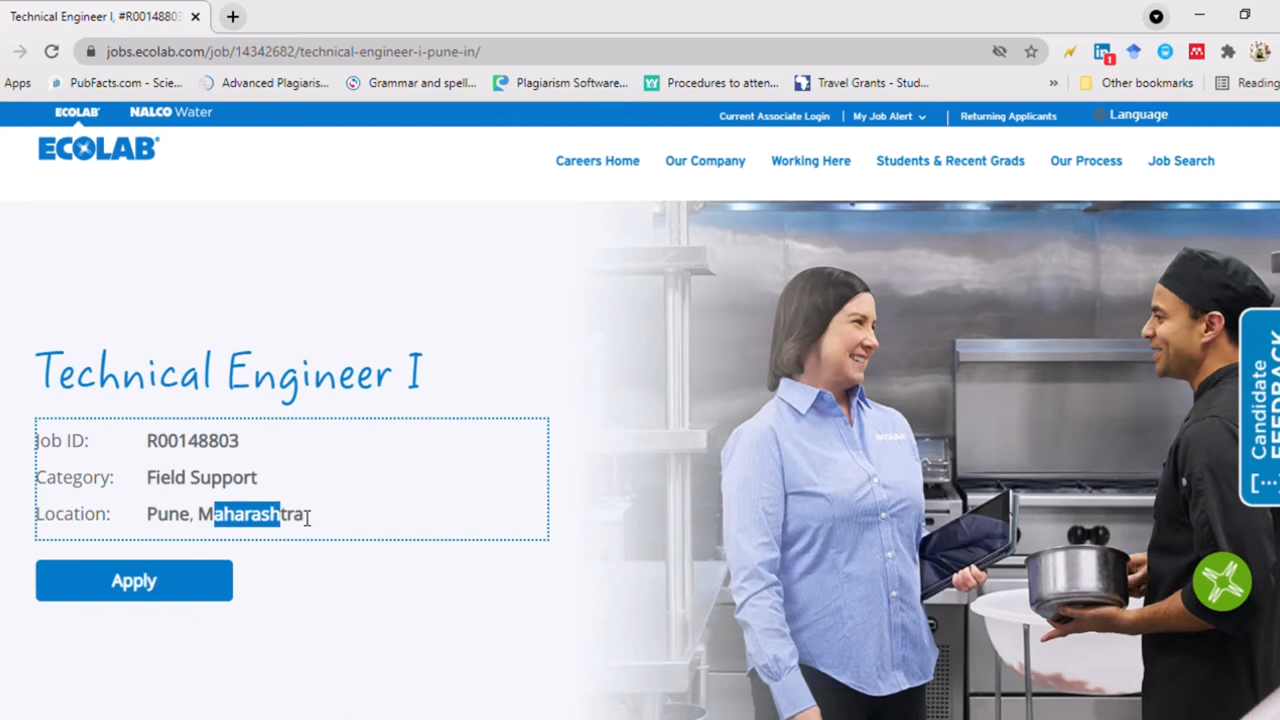 Technical Engineer I, #R0014880
jobs.ecolab.com/job/14342682/technical-engineer-i-pune-in/
1
Apps PubFacts.com - Scie... Advanced Plagiaris... Grammar and spell... Plagiarism Software... Procedures to atten... Travel Grants - Stud... » Other bookmarks Reading
ECOLAB® NALCO Water
Current Associate Login My Job Alert Returning Applicants Language
ECOLAB®
Careers Home Our Company Working Here Students & Recent Grads Our Process Job Search
Technical Engineer I
Job ID: R00148803
Category: Field Support
Location: Pune, Maharashtra
Apply
ECOLAB
Candidate
FEEDBACK